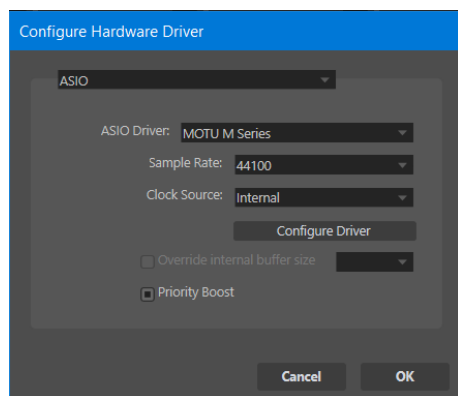 Configure Hardware Driver
ASIO
ASIO Driver: MOTU M Series
Sample Rate: 44100
Clock Source: Internal
Configure Driver
Override internal buffer size
Priority Boost
Cancel OK